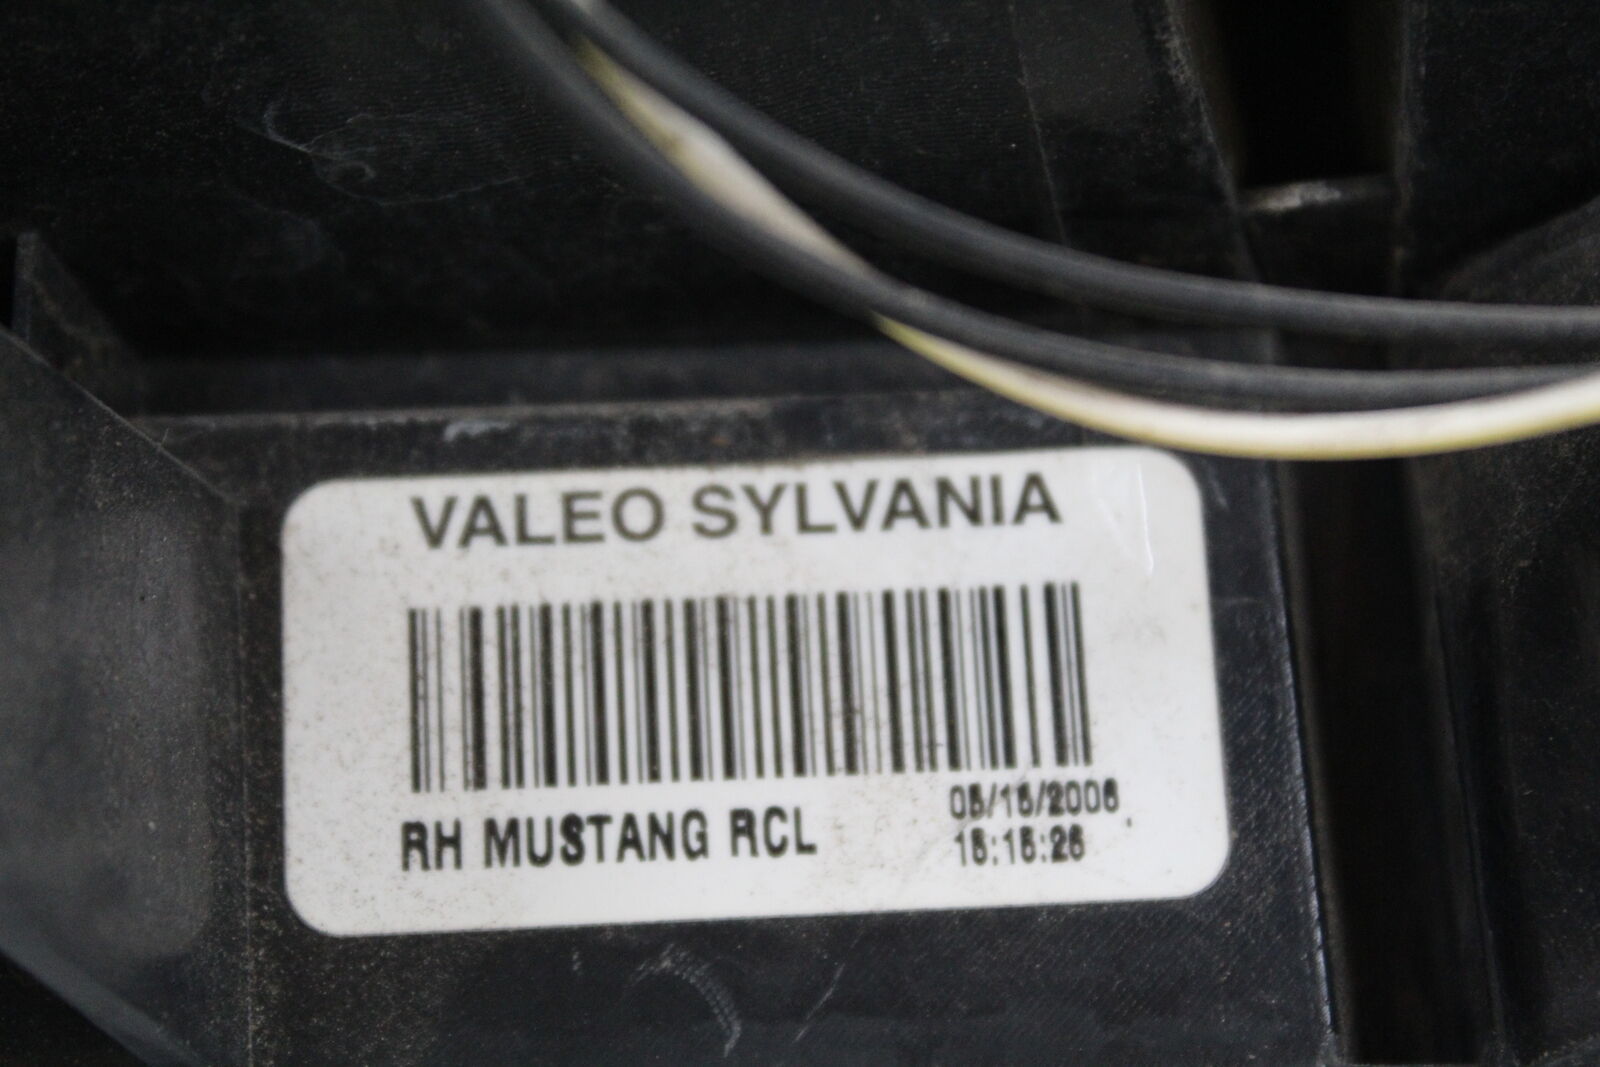 VALEO SYLVANIA
RH MUSTANG RCL
05/15/2006
15:15:26